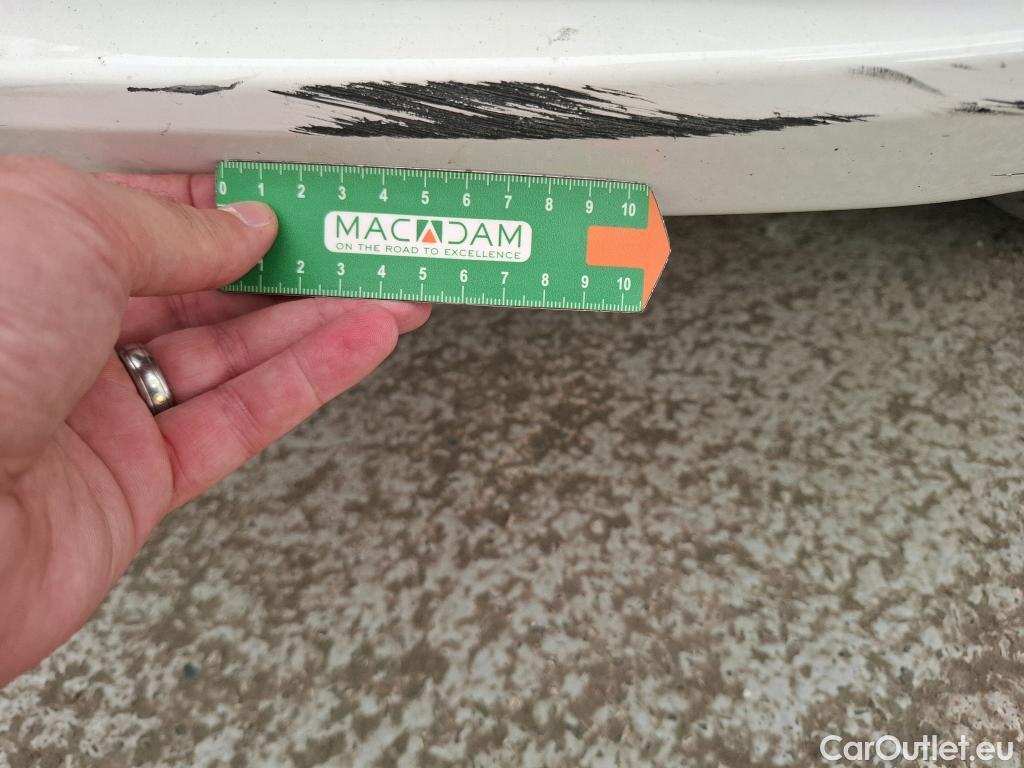 0 1 2 3 4 5 6 7 8 9 10
MACADAM
ON THE ROAD TO EXCELLENCE
1 2 3 4 5 6 7 8 9 10
CarOutlet.eu